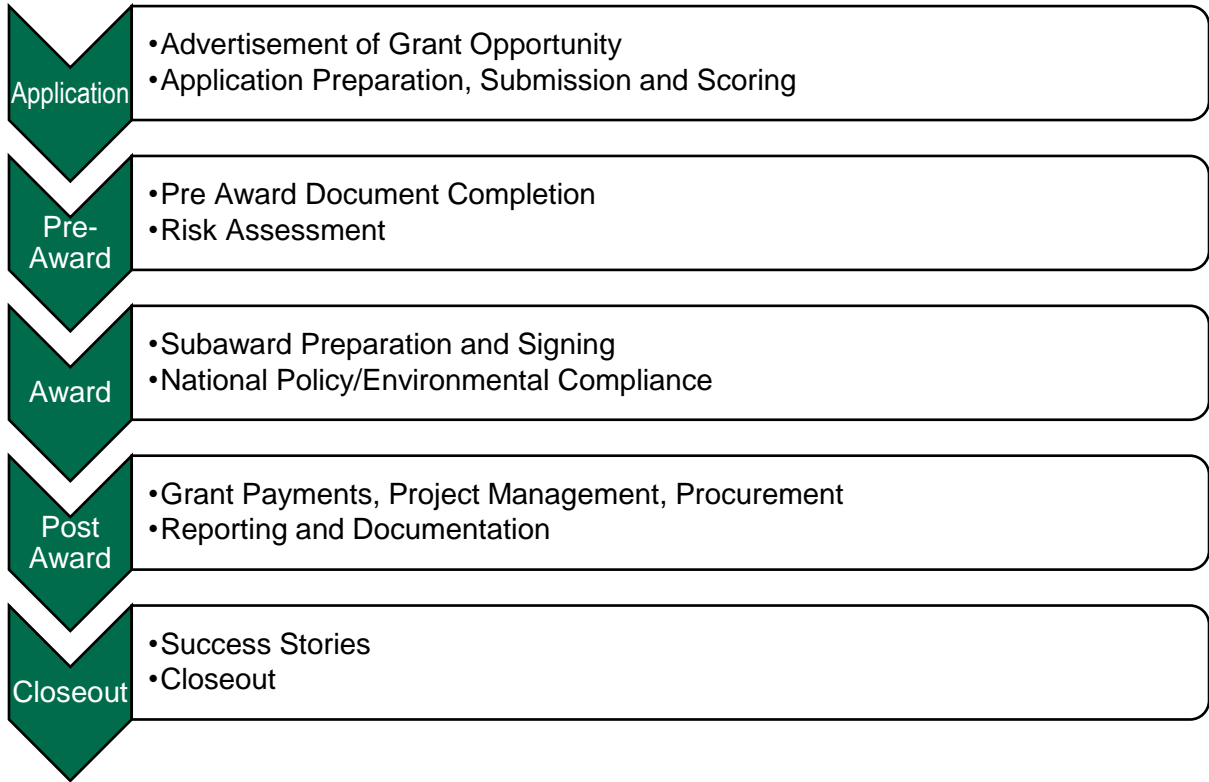 Application
•Advertisement of Grant Opportunity
•Application Preparation, Submission and Scoring
Pre-
Award
•Pre Award Document Completion
•Risk Assessment
Award
•Subaward Preparation and Signing
•National Policy/Environmental Compliance
Post
Award
•Grant Payments, Project Management, Procurement
•Reporting and Documentation
Closeout
•Success Stories
•Closeout